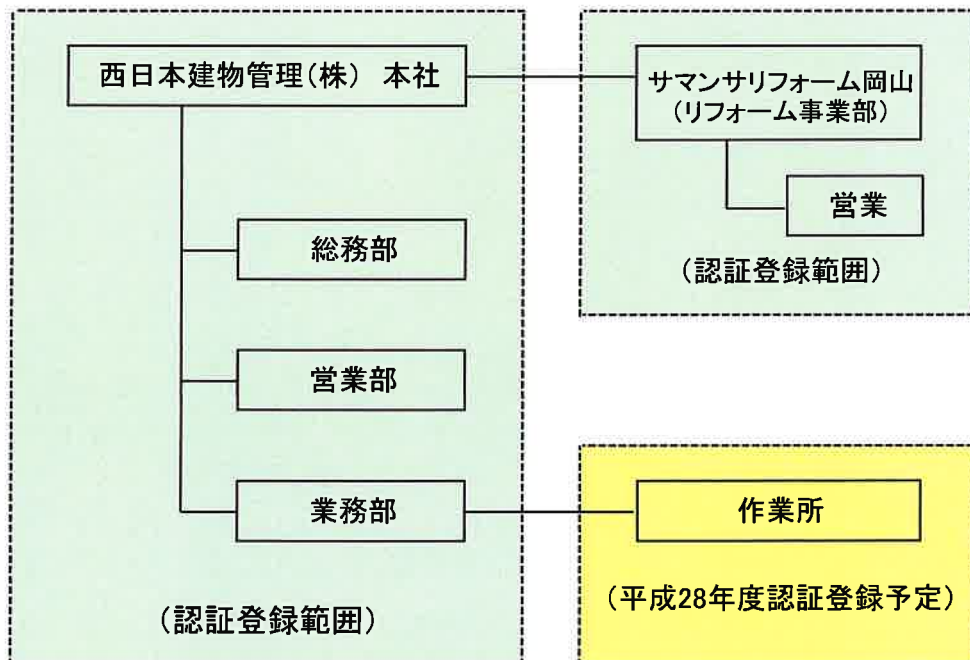 西日本建物管理(株) 本社
総務部
営業部
業務部
(認証登録範囲)
サマンサリフォーム岡山
(リフォーム事業部)
営業
(認証登録範囲)
作業所
(平成28年度認証登録予定)